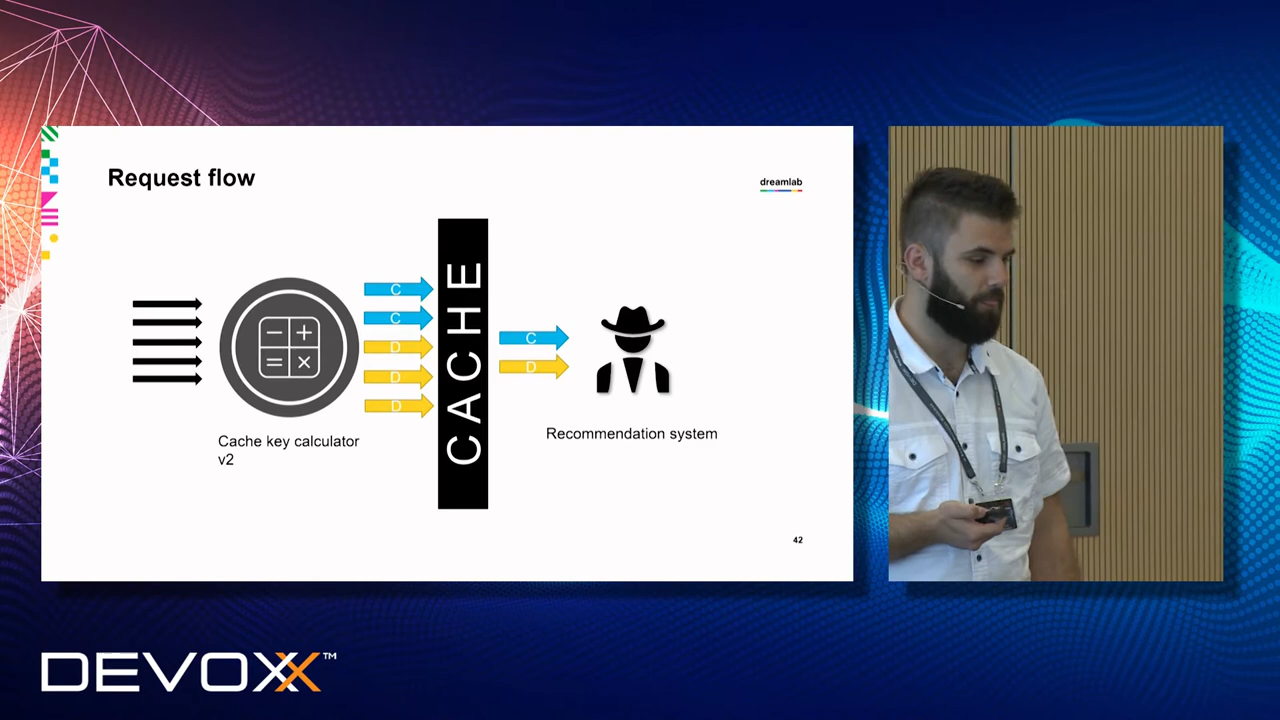 Request flow
dreamlab
C
C
D
D
D
CACHE
C
D
Cache key calculator
v2
Recommendation system
42
DEVOXX™